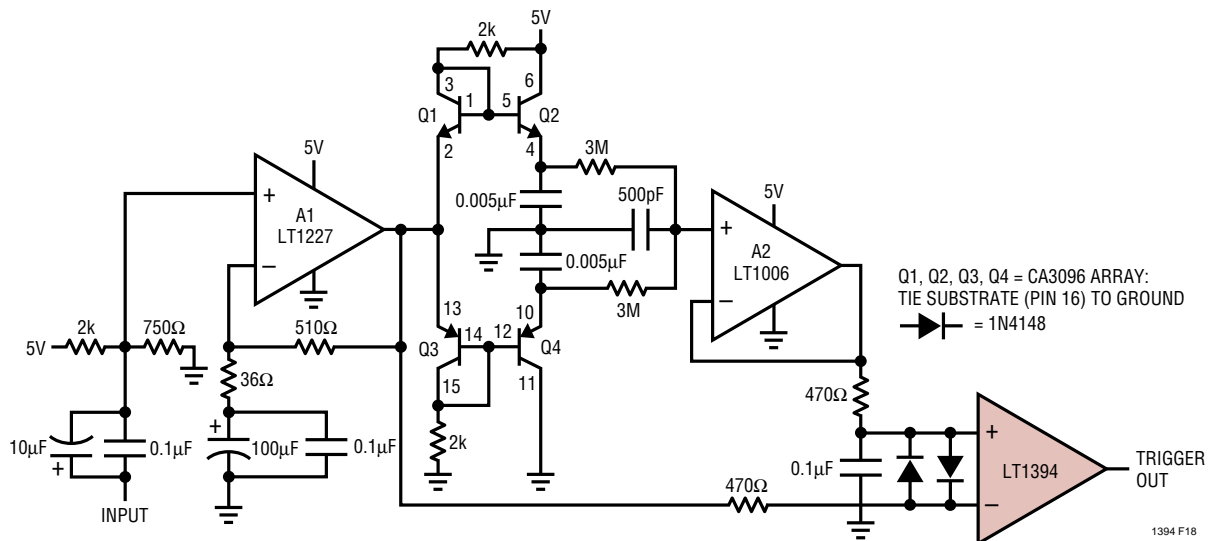 5V
2k
3
1
5
6
Q1
Q2
2
4
3M
5V
+
A1
LT1227
−
0.005µF
500pF
5V
+
A2
LT1006
−
0.005µF
Q1, Q2, Q3, Q4 = CA3096 ARRAY:
TIE SUBSTRATE (PIN 16) TO GROUND
= 1N4148
13
10
3M
2k
750Ω
510Ω
5V
14
12
Q3
Q4
15
11
36Ω
470Ω
10µF
+
0.1µF
+
100µF
0.1µF
2k
0.1µF
+
LT1394
−
TRIGGER
OUT
470Ω
INPUT
1394 F18